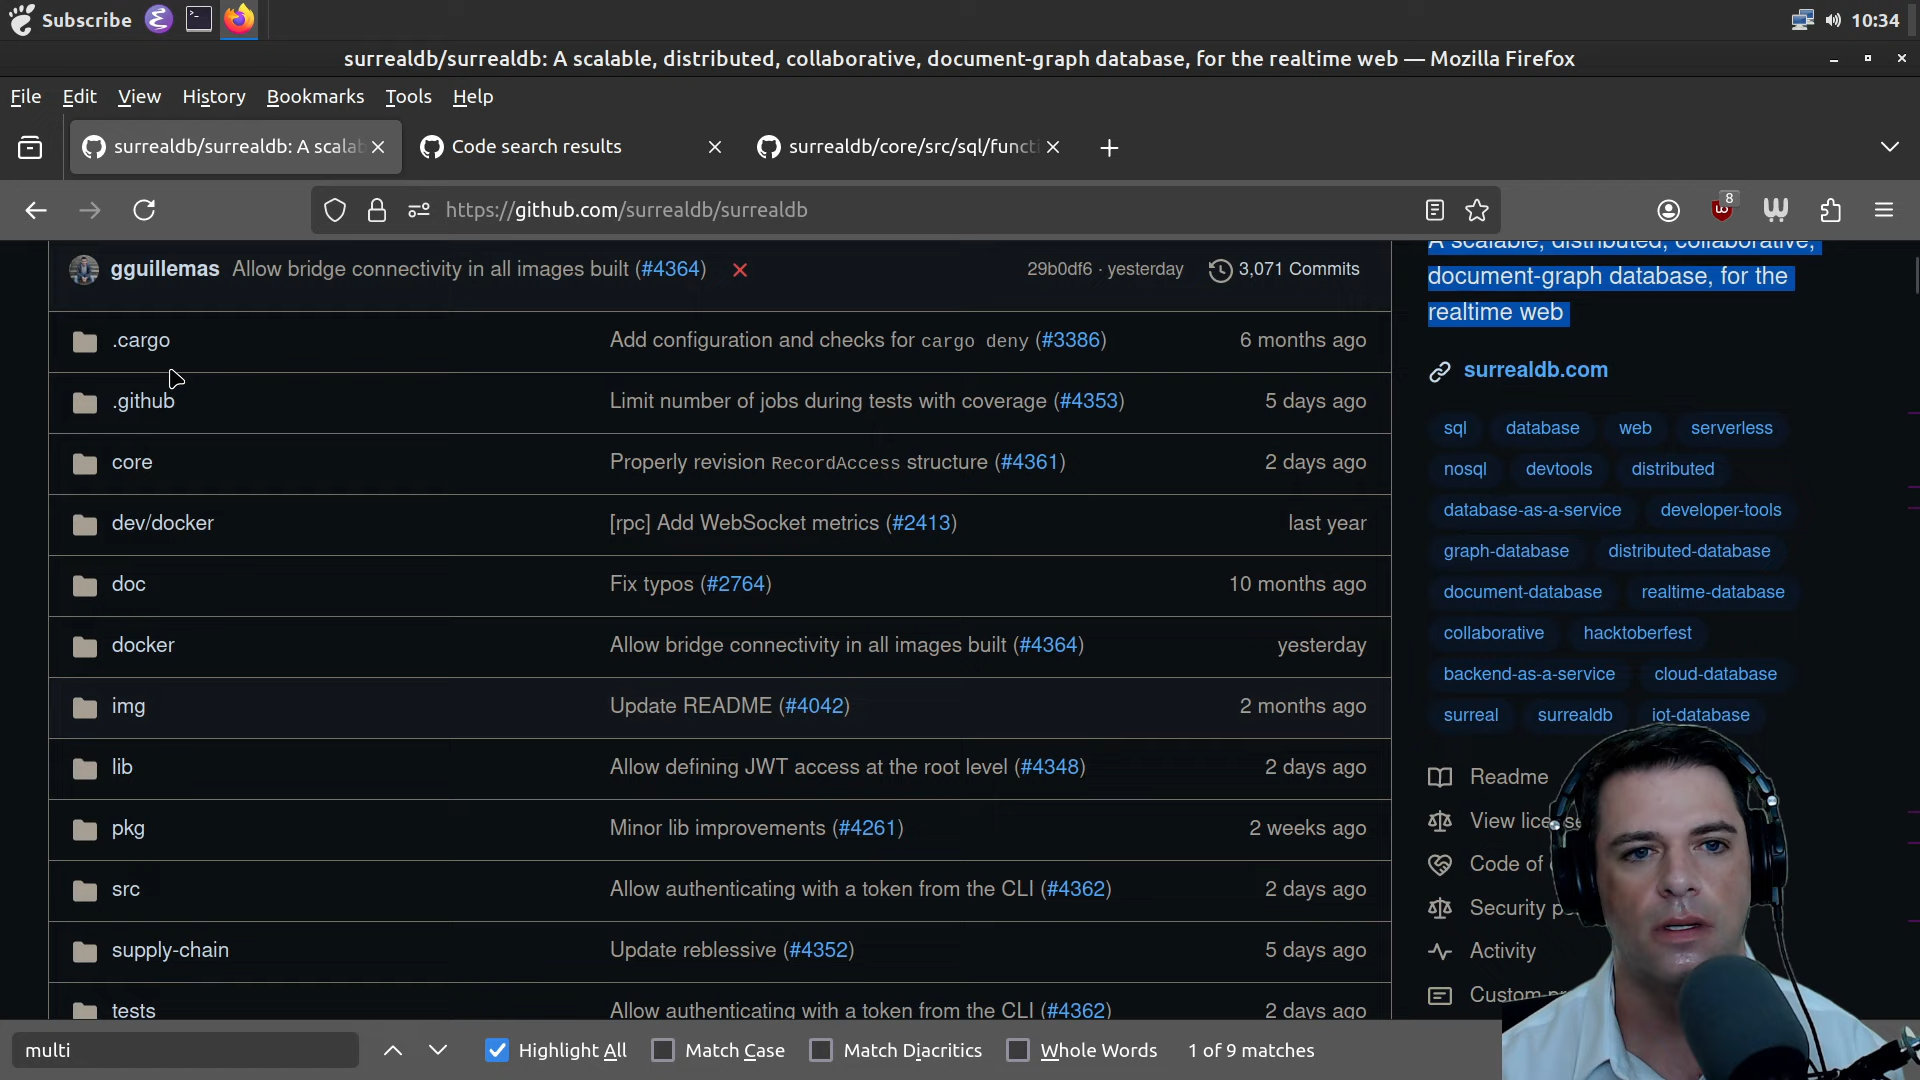 Subscribe
10:34
surrealdb/surrealdb: A scalable, distributed, collaborative, document-graph database, for the realtime web — Mozilla Firefox
File Edit View History Bookmarks Tools Help
surrealdb/surrealdb: A scalab
Code search results
surrealdb/core/src/sql/functi
https://github.com/surrealdb/surrealdb
8
gguillemas Allow bridge connectivity in all images built (#4364) 29b0df6 · yesterday 3,071 Commits
.cargo Add configuration and checks for cargo deny (#3386) 6 months ago
.github Limit number of jobs during tests with coverage (#4353) 5 days ago
core Properly revision RecordAccess structure (#4361) 2 days ago
dev/docker [rpc] Add WebSocket metrics (#2413) last year
doc Fix typos (#2764) 10 months ago
docker Allow bridge connectivity in all images built (#4364) yesterday
img Update README (#4042) 2 months ago
lib Allow defining JWT access at the root level (#4348) 2 days ago
pkg Minor lib improvements (#4261) 2 weeks ago
src Allow authenticating with a token from the CLI (#4362) 2 days ago
supply-chain Update reblessive (#4352) 5 days ago
tests Allow authenticating with a token from the CLI (#4362) 2 days ago
A scalable, distributed, collaborative,
document-graph database, for the
realtime web
surrealdb.com
sql database web serverless
nosql devtools distributed
database-as-a-service developer-tools
graph-database distributed-database
document-database realtime-database
collaborative hacktoberfest
backend-as-a-service cloud-database
surreal surrealdb iot-database
Readme
View license
Code of
Security
Activity
Custom
multi
Highlight All Match Case Match Diacritics Whole Words 1 of 9 matches